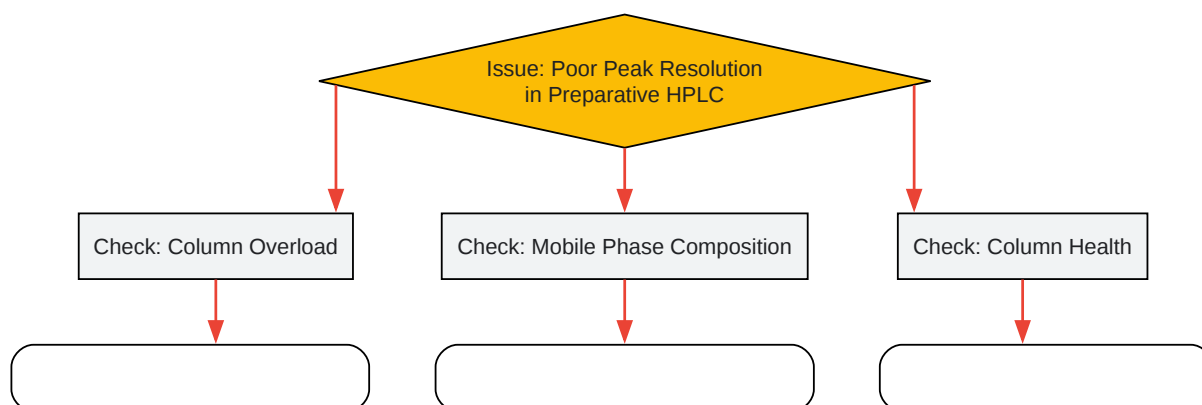 Issue: Poor Peak Resolution
in Preparative HPLC
Check: Column Overload
Check: Mobile Phase Composition
Check: Column Health